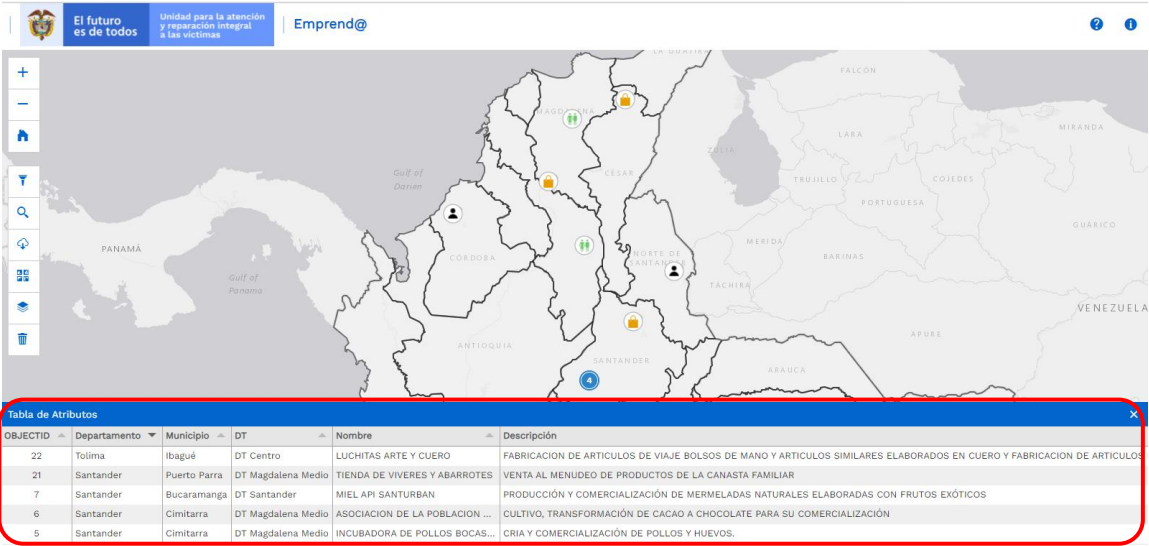 El futuro
es de todos
Unidad para la atención
y reparación integral
a las víctimas
Emprend@
LA GUAJIRA
FALCÓN
MAGDALENA
MIRANDA
LARA
ZULIA
Gulf of
Darien
CESAR
TRUJILLO
COJEDES
PORTUGUESA
GUÁRICO
PANAMÁ
CÓRDOBA
NORTE DE
SANTANDER
MERIDA
BARINAS
Gulf of
Panama
TÁCHIRA
VENEZUELA
APURE
ANTIOQUIA
SANTANDER
ARAUCA
4
Tabla de Atributos
OBJECTID Departamento Municipio DT Nombre Descripción
22 Tolima Ibagué DT Centro LUCHITAS ARTE Y CUERO FABRICACION DE ARTICULOS DE VIAJE BOLSOS DE MANO Y ARTICULOS SIMILARES ELABORADOS EN CUERO Y FABRICACION DE ARTICULOS
21 Santander Puerto Parra DT Magdalena Medio TIENDA DE VIVERES Y ABARROTES VENTA AL MENUDEO DE PRODUCTOS DE LA CANASTA FAMILIAR
7 Santander Bucaramanga DT Santander MIEL API SANTURBAN PRODUCCIÓN Y COMERCIALIZACIÓN DE MERMELADAS NATURALES ELABORADAS CON FRUTOS EXÓTICOS
6 Santander Cimitarra DT Magdalena Medio ASOCIACION DE LA POBLACION ... CULTIVO, TRANSFORMACIÓN DE CACAO A CHOCOLATE PARA SU COMERCIALIZACIÓN
5 Santander Cimitarra DT Magdalena Medio INCUBADORA DE POLLOS BOCAS... CRIA Y COMERCIALIZACIÓN DE POLLOS Y HUEVOS.